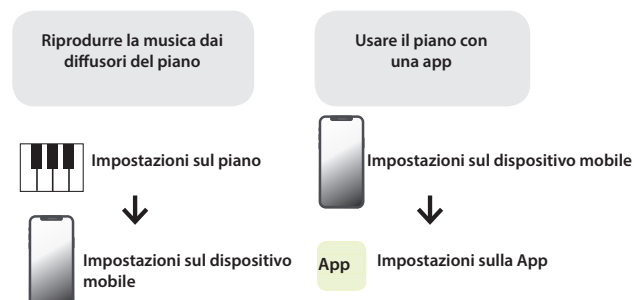 Riprodurre la musica dai
diffusori del piano
Usare il piano con
una app
Impostazioni sul piano
Impostazioni sul dispositivo
mobile
Impostazioni sul dispositivo mobile
App
Impostazioni sulla App